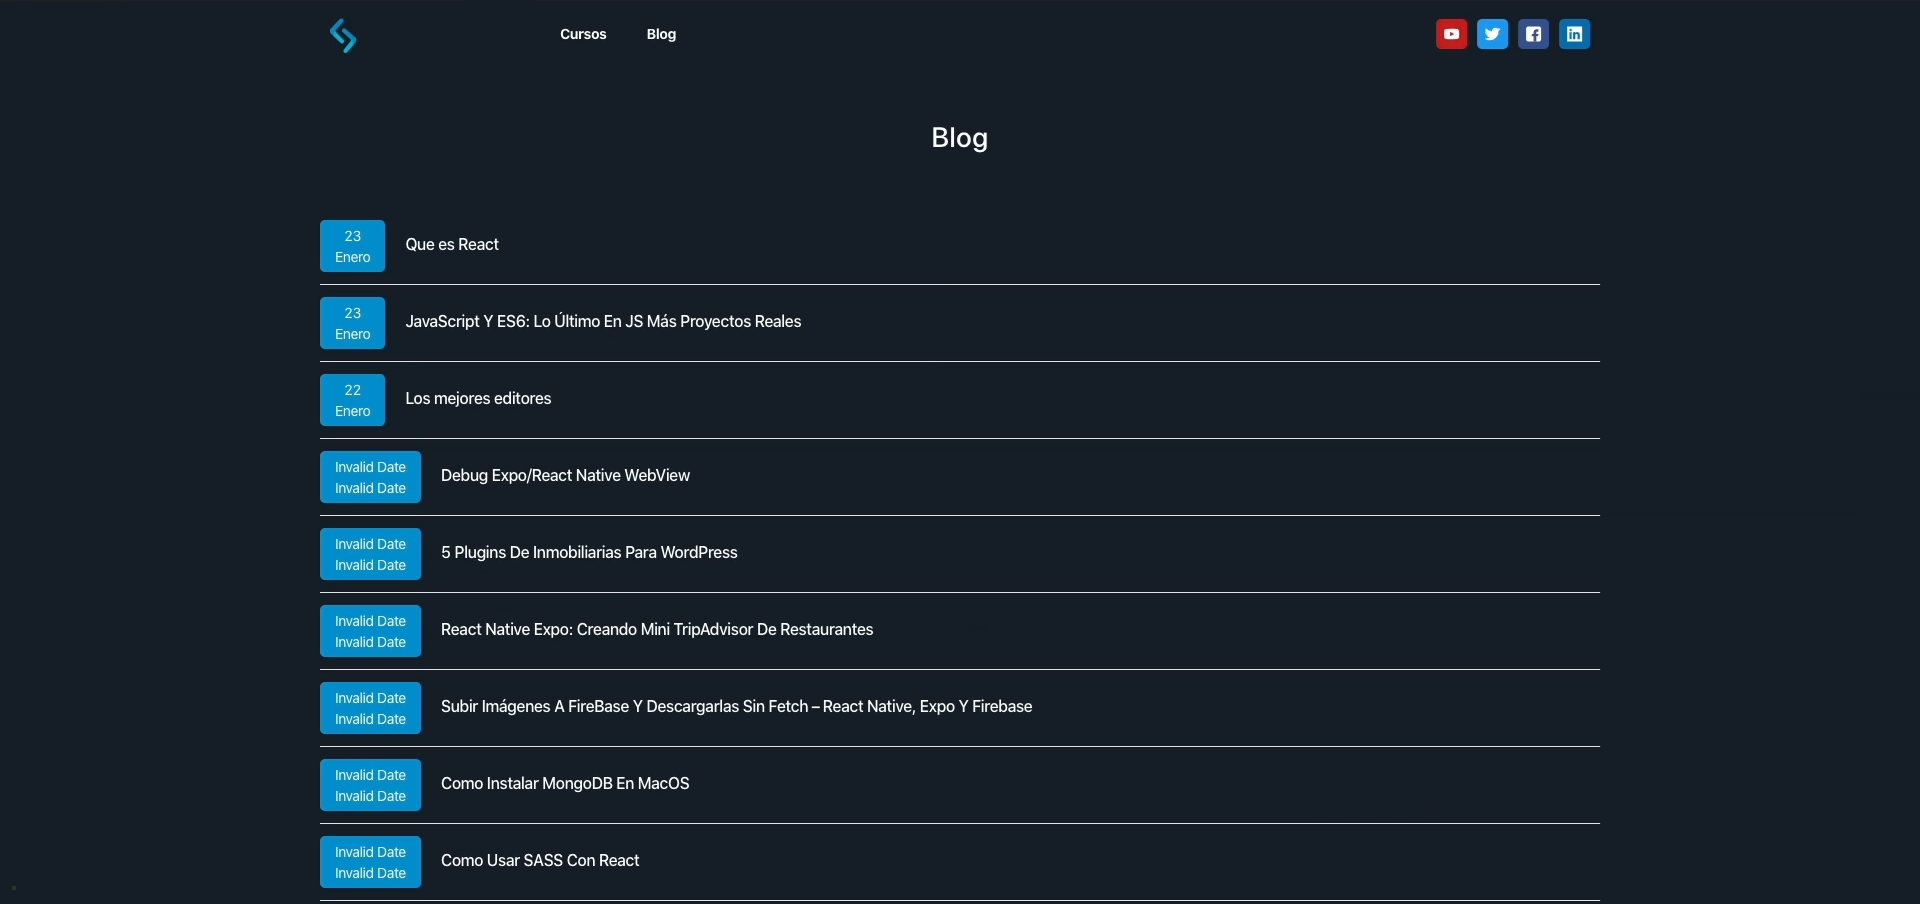 Cursos
Blog
Blog
23
Enero
Que es React
23
Enero
JavaScript Y ES6: Lo Último En JS Más Proyectos Reales
22
Enero
Los mejores editores
Invalid Date
Invalid Date
Debug Expo/React Native WebView
Invalid Date
Invalid Date
5 Plugins De Inmobiliarias Para WordPress
Invalid Date
Invalid Date
React Native Expo: Creando Mini TripAdvisor De Restaurantes
Invalid Date
Invalid Date
Subir Imágenes A FireBase Y Descargarlas Sin Fetch – React Native, Expo Y Firebase
Invalid Date
Invalid Date
Como Instalar MongoDB En MacOS
Invalid Date
Invalid Date
Como Usar SASS Con React